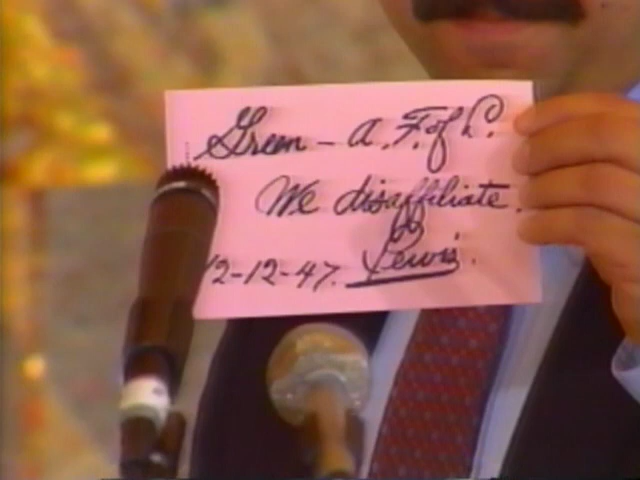 Green - A. F. of L.
We disaffiliate.
12-12-47. Lewis.